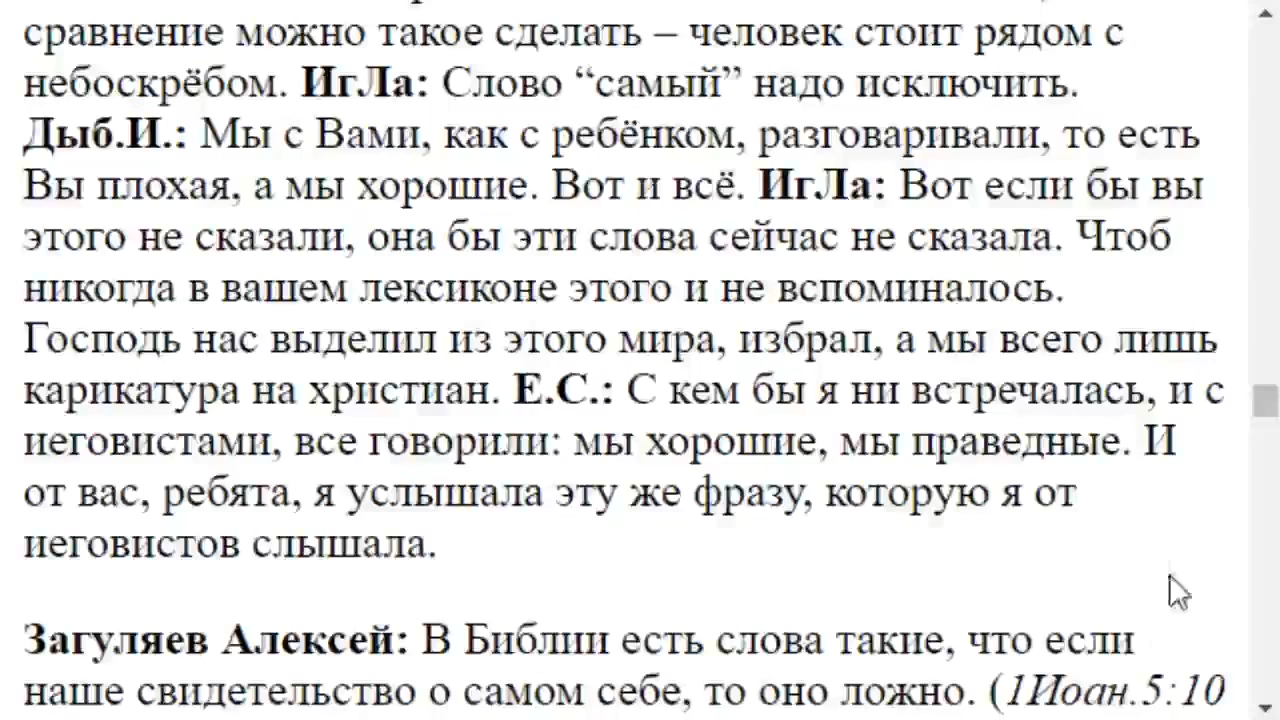 сравнение можно такое сделать – человек стоит рядом с
небоскрёбом. ИгЛа: Слово “самый” надо исключить.
Дыб.И.: Мы с Вами, как с ребёнком, разговаривали, то есть
Вы плохая, а мы хорошие. Вот и всё. ИгЛа: Вот если бы вы
этого не сказали, она бы эти слова сейчас не сказала. Чтоб
никогда в вашем лексиконе этого и не вспоминалось.
Господь нас выделил из этого мира, избрал, а мы всего лишь
карикатура на христиан. Е.С.: С кем бы я ни встречалась, и с
иеговистами, все говорили: мы хорошие, мы праведные. И
от вас, ребята, я услышала эту же фразу, которую я от
иеговистов слышала.
Загуляев Алексей: В Библии есть слова такие, что если
наше свидетельство о самом себе, то оно ложно. (1Иоан.5:10